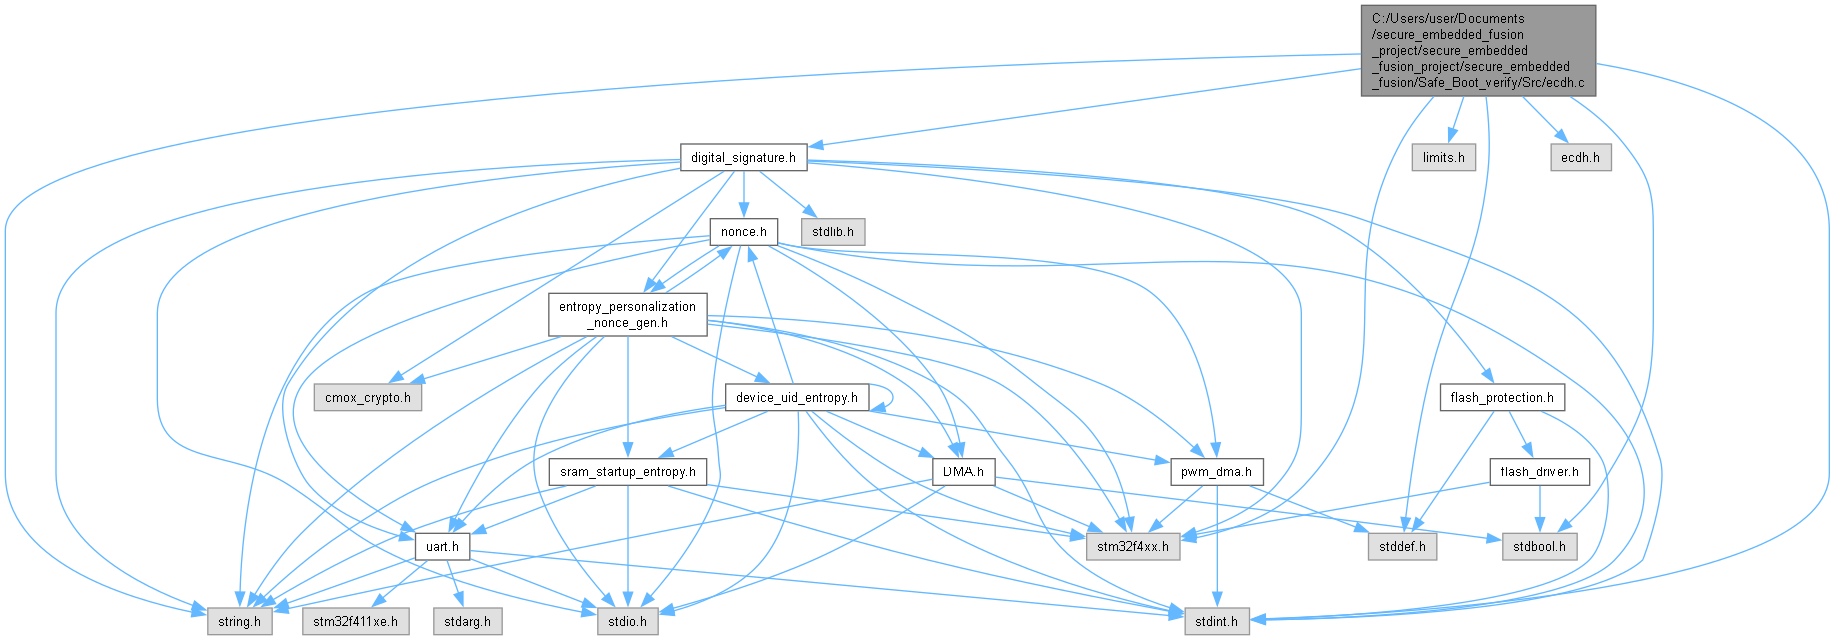 C:/Users/user/Documents
/secure_embedded_fusion
_project/secure_embedded
_fusion_project/secure_embedded
_fusion/Safe_Boot_verify/Src/ecdh.c
digital_signature.h
limits.h
ecdh.h
nonce.h
stdlib.h
entropy_personalization
_nonce_gen.h
cmox_crypto.h
device_uid_entropy.h
flash_protection.h
sram_startup_entropy.h
DMA.h
pwm_dma.h
flash_driver.h
uart.h
stm32f4xx.h
stddef.h
stdbool.h
string.h
stm32f411xe.h
stdarg.h
stdio.h
stdint.h